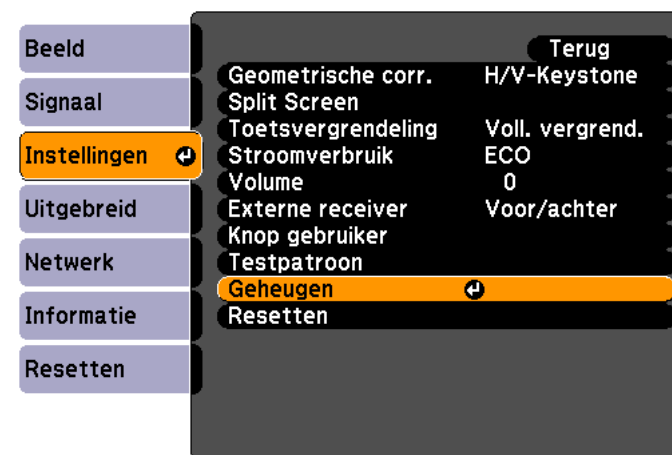 Beeld
Signaal
Instellingen
Uitgebreid
Netwerk
Informatie
Resetten
Terug
Geometrische corr. H/V-Keystone
Split Screen
Toetsvergrendeling Voll. vergrend.
Stroomverbruik ECO
Volume 0
Externe receiver Voor/achter
Knop gebruiker
Testpatroon
Geheugen
Resetten